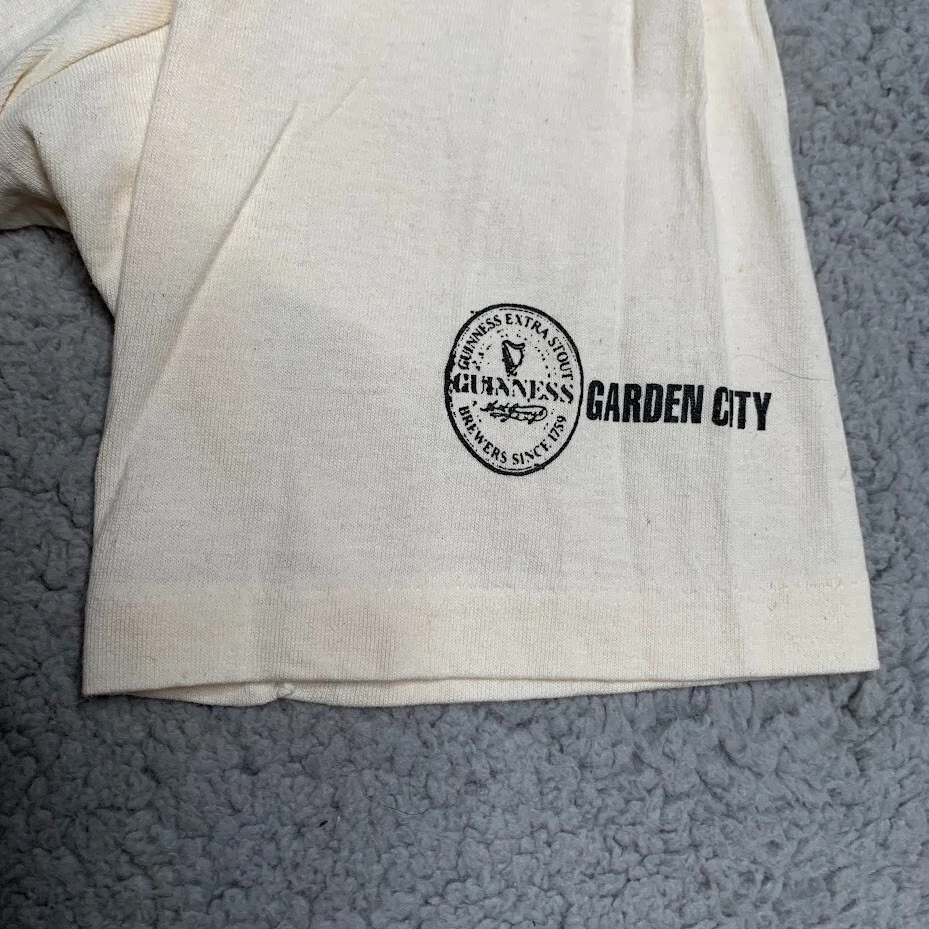 GUINNESS EXTRA STOUT
GUINNESS
BREWERS SINCE 1759
GARDEN CITY